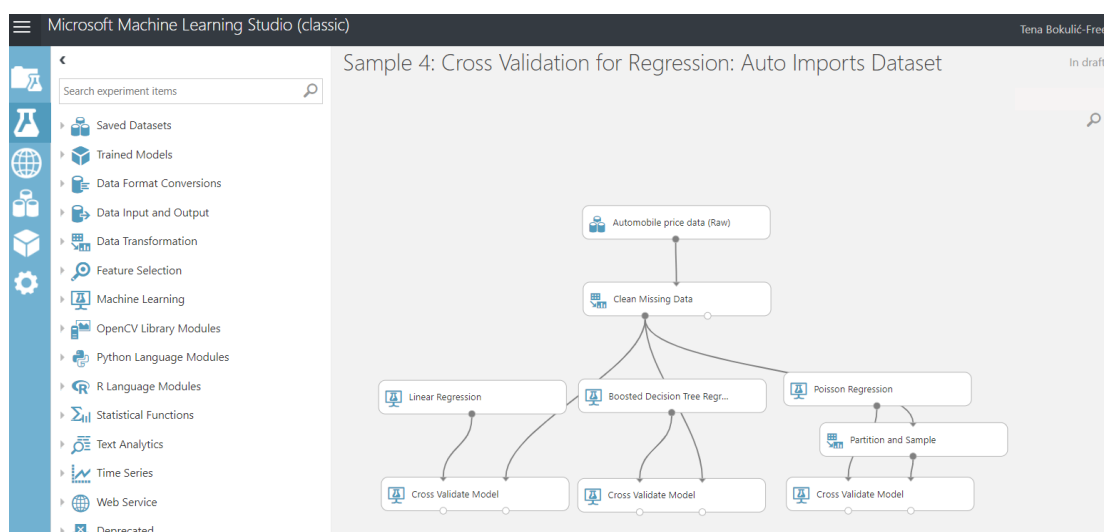 Microsoft Machine Learning Studio (classic)
Tena Bokulić-Free
Sample 4: Cross Validation for Regression: Auto Imports Dataset
In draft
Search experiment items
Saved Datasets
Trained Models
Data Format Conversions
Data Input and Output
Data Transformation
Feature Selection
Machine Learning
OpenCV Library Modules
Python Language Modules
R Language Modules
Statistical Functions
Text Analytics
Time Series
Web Service
Deprecated
Automobile price data (Raw)
Clean Missing Data
Linear Regression
Boosted Decision Tree Regr...
Poisson Regression
Partition and Sample
Cross Validate Model
Cross Validate Model
Cross Validate Model